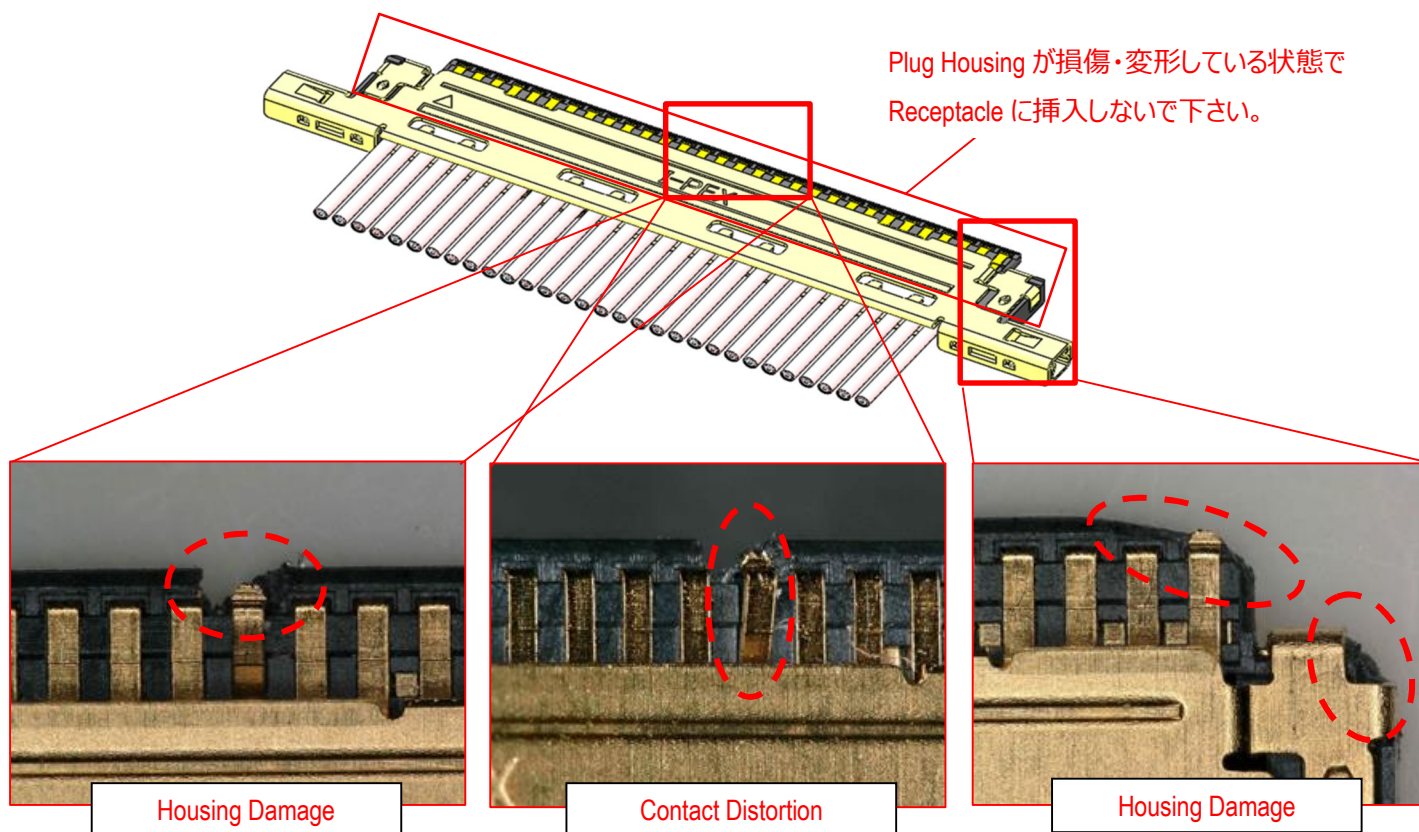 Plug Housing が損傷・変形している状態で
Receptacle に挿入しないで下さい。
I-PEX
Housing Damage
Contact Distortion
Housing Damage